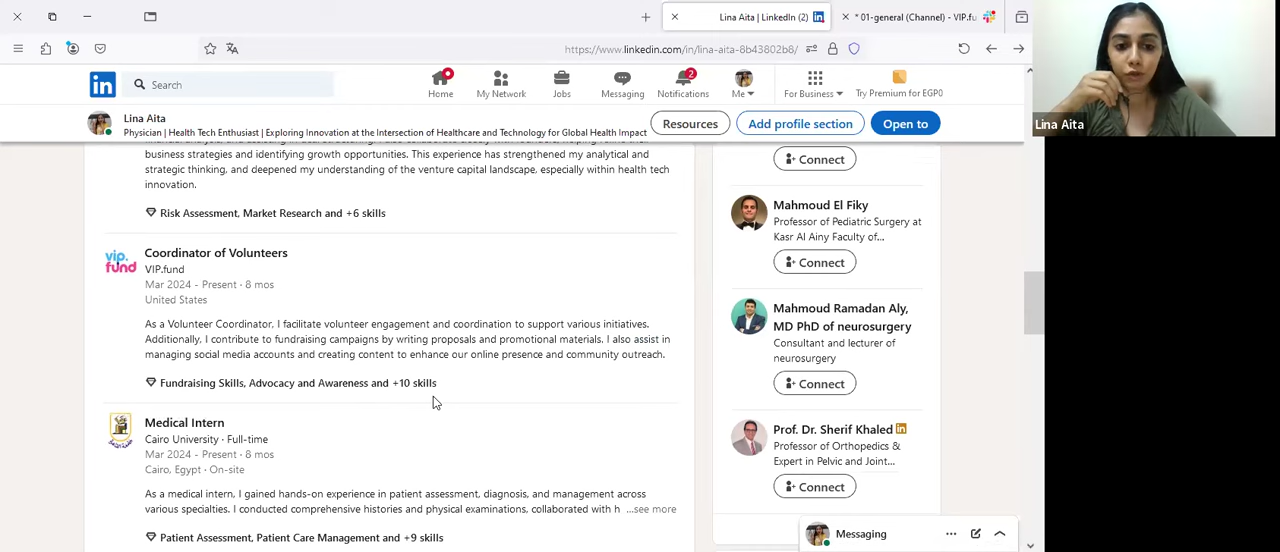 Lina Aita | LinkedIn (2)
* 01-general (Channel) - VIP.fu
https://www.linkedin.com/in/lina-aita-8b43802b8/
in
Search
Home
My Network
Jobs
Messaging
2
Notifications
Me
For Business
Try Premium for EGP0
Lina Aita
Physician | Health Tech Enthusiast | Exploring Innovation at the Intersection of Healthcare and Technology for Global Health Impact
Resources
Add profile section
Open to
business strategies and identifying growth opportunities. This experience has strengthened my analytical and
strategic thinking, and deepened my understanding of the venture capital landscape, especially within health tech
innovation.
Risk Assessment, Market Research and +6 skills
vip.
fund
Coordinator of Volunteers
VIP.fund
Mar 2024 - Present · 8 mos
United States
As a Volunteer Coordinator, I facilitate volunteer engagement and coordination to support various initiatives.
Additionally, I contribute to fundraising campaigns by writing proposals and promotional materials. I also assist in
managing social media accounts and creating content to enhance our online presence and community outreach.
Fundraising Skills, Advocacy and Awareness and +10 skills
Medical Intern
Cairo University · Full-time
Mar 2024 - Present · 8 mos
Cairo, Egypt · On-site
As a medical intern, I gained hands-on experience in patient assessment, diagnosis, and management across
various specialties. I conducted comprehensive histories and physical examinations, collaborated with h ...see more
Patient Assessment, Patient Care Management and +9 skills
Connect
Mahmoud El Fiky
Professor of Pediatric Surgery at
Kasr Al Ainy Faculty of...
Connect
Mahmoud Ramadan Aly,
MD PhD of neurosurgery
Consultant and lecturer of
neurosurgery
Connect
Prof. Dr. Sherif Khaled in
Professor of Orthopedics &
Expert in Pelvic and Joint...
Connect
Messaging
Lina Aita